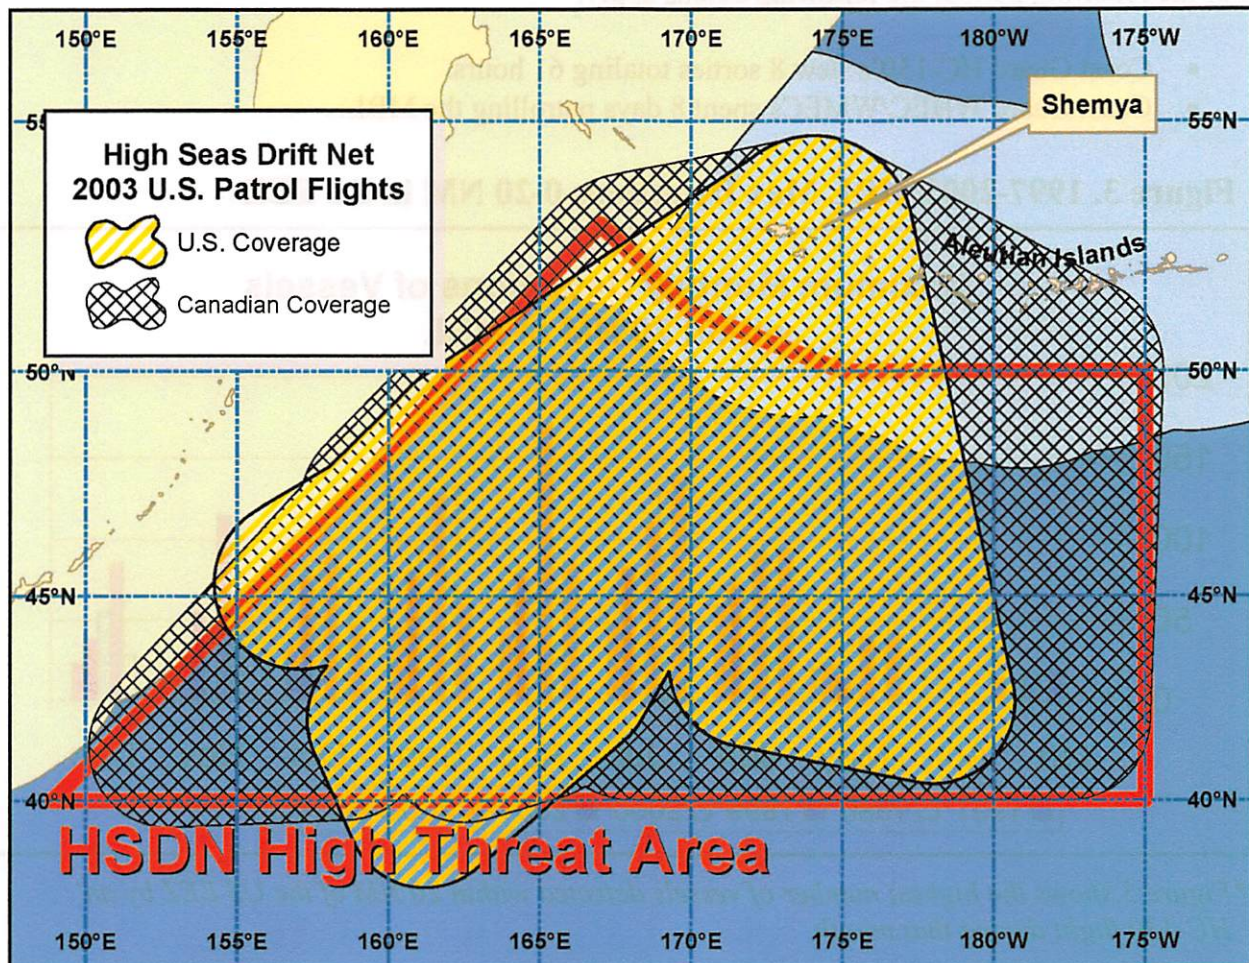 150°E 155°E 160°E 165°E 170°E 175°E 180°W 175°W
Shemya
55 55°N
High Seas Drift Net
2003 U.S. Patrol Flights
U.S. Coverage
Canadian Coverage
Aleutian Islands
50°N 50°N
45°N 45°N
40°N 40°N
HSDN High Threat Area
150°E 155°E 160°E 165°E 170°E 175°E 180°W 175°W